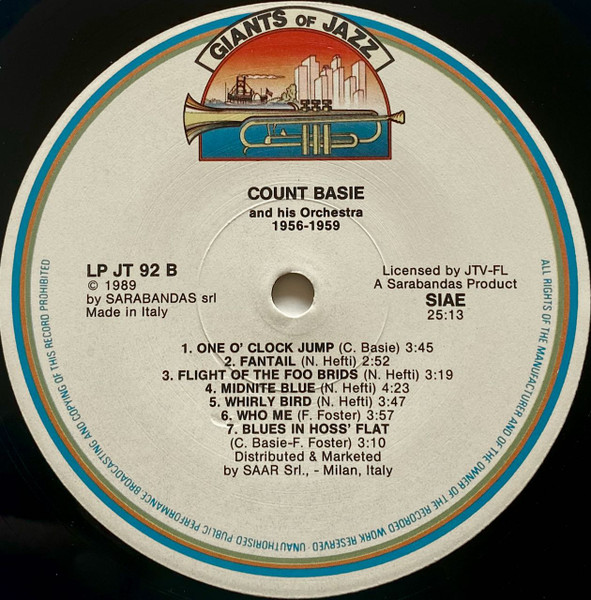 GIANTS OF JAZZ
COUNT BASIE
and his Orchestra
1956-1959
LP JT 92 B
© 1989
by SARABANDAS srl
Made in Italy
Licensed by JTV-FL
A Sarabandas Product
SIAE
25:13
1. ONE O' CLOCK JUMP (C. Basie) 3:45
2. FANTAIL (N. Hefti) 2:52
3. FLIGHT OF THE FOO BRIDS (N. Hefti) 3:19
4. MIDNITE BLUE (N. Hefti) 4:23
5. WHIRLY BIRD (N. Hefti) 3:47
6. WHO ME (F. Foster) 3:57
7. BLUES IN HOSS' FLAT
(C. Basie-F. Foster) 3:10
Distributed & Marketed
by SAAR Srl., - Milan, Italy
ALL RIGHTS OF THE MANUFACTURER AND OF THE OWNER OF THE RECORDED WORK RESERVED - UNAUTHORISED PUBLIC PERFORMANCE, BROADCASTING AND COPYING OF THIS RECORD PROHIBITED